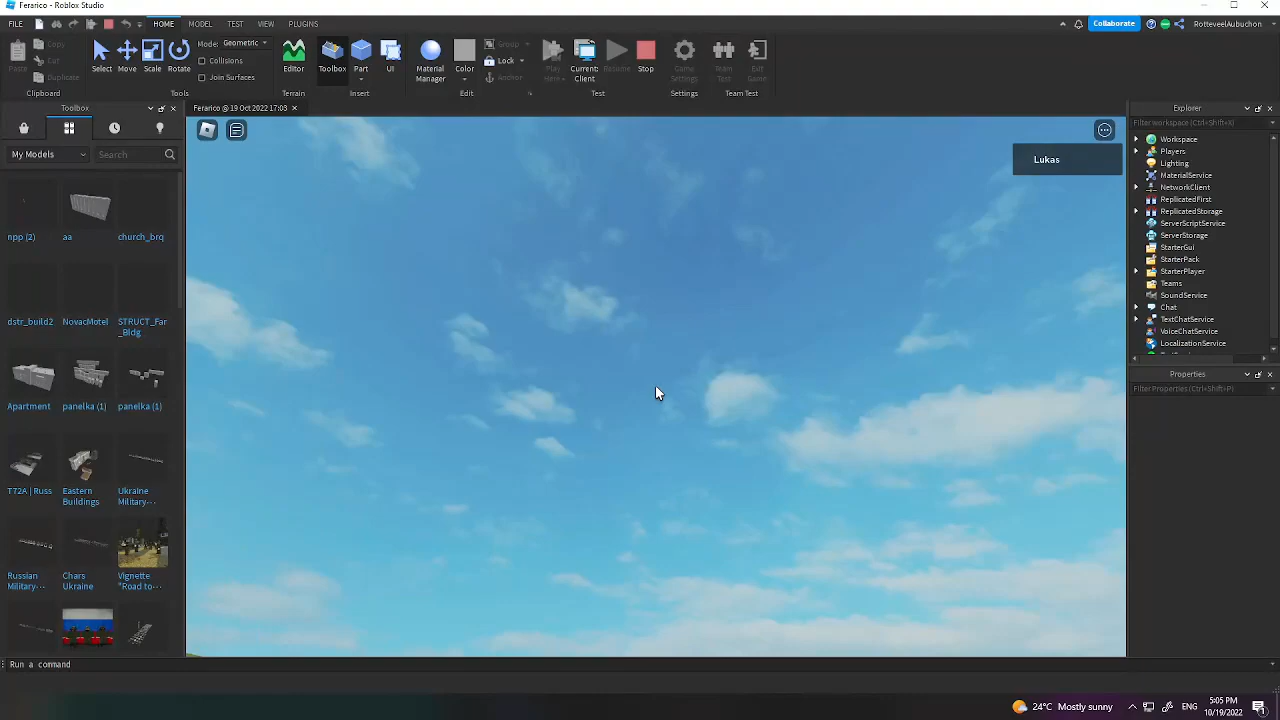 Ferarico - Roblox Studio
FILE HOME MODEL TEST VIEW PLUGINS Collaborate RottevelAubuchon
Paste Copy Cut Duplicate Select Move Scale Rotate Mode: Geometric Collisions Join Surfaces Editor Toolbox Part UI Material Manager Color Group Lock Anchor Play Here Current: Client Resume Stop Game Settings Team Test Exit Game
Clipboard Tools Terrain Insert Edit Test Settings Team Test
Toolbox
Ferarico @ 19 Oct 2022 17:03
My Models Search
npp (2) aa church_brq
dstr_build2 NovacMotel STRUCT_Far_Bldg
Apartment panelka (1) panelka (1)
T72A | Russ Eastern Buildings Ukraine Military-...
Russian Military-... Chars Ukraine Vignette "Road to...
Lukas
Explorer
Filter workspace (Ctrl+Shift+X)
Workspace
Players
Lighting
MaterialService
NetworkClient
ReplicatedFirst
ReplicatedStorage
ServerScriptService
ServerStorage
StarterGui
StarterPack
StarterPlayer
Teams
SoundService
Chat
TextChatService
VoiceChatService
LocalizationService
Properties
Filter Properties (Ctrl+Shift+P)
Run a command
24°C Mostly sunny ENG 5:05 PM
10/19/2022